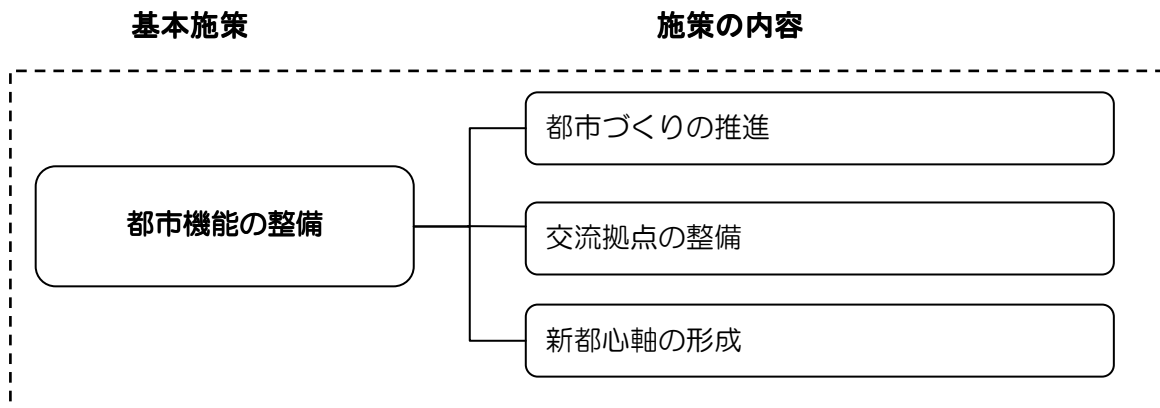 基本施策
施策の内容
都市づくりの推進
都市機能の整備
交流拠点の整備
新都心軸の形成